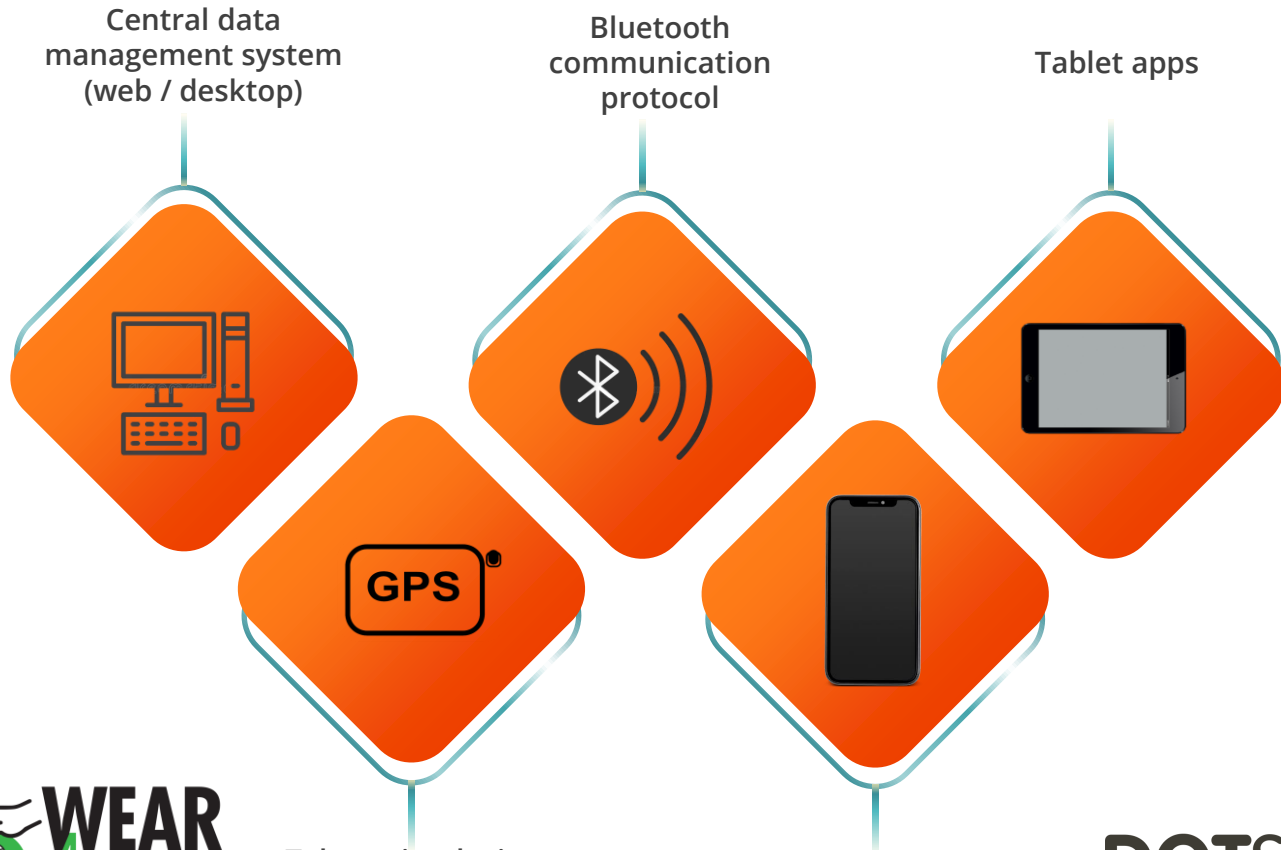 Central data
management system
(web / desktop)
Bluetooth
communication
protocol
Tablet apps
GPS
WEAR